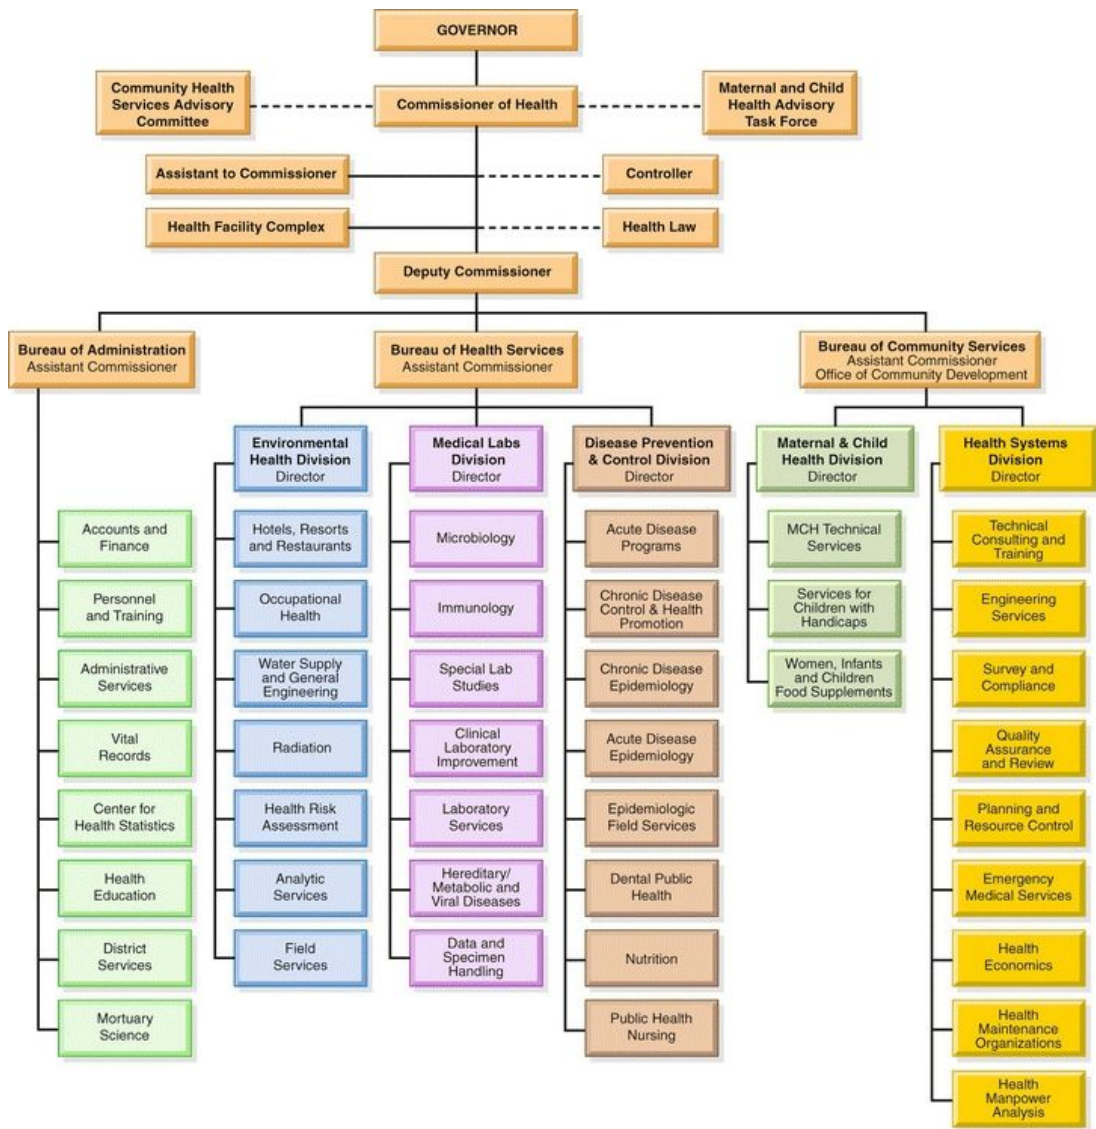 GOVERNOR
Community Health
Services Advisory
Committee
Commissioner of Health
Maternal and Child
Health Advisory
Task Force
Assistant to Commissioner
Controller
Health Facility Complex
Health Law
Deputy Commissioner
Bureau of Administration
Assistant Commissioner
Bureau of Health Services
Assistant Commissioner
Bureau of Community Services
Assistant Commissioner
Office of Community Development
Environmental
Health Division
Director
Medical Labs
Division
Director
Disease Prevention
& Control Division
Director
Maternal & Child
Health Division
Director
Health Systems
Division
Director
Accounts and
Finance
Personnel
and Training
Administrative
Services
Vital
Records
Center for
Health Statistics
Health
Education
District
Services
Mortuary
Science
Hotels, Resorts
and Restaurants
Occupational
Health
Water Supply
and General
Engineering
Radiation
Health Risk
Assessment
Analytic
Services
Field
Services
Microbiology
Immunology
Special Lab
Studies
Clinical
Laboratory
Improvement
Laboratory
Services
Hereditary/
Metabolic and
Viral Diseases
Data and
Specimen
Handling
Acute Disease
Programs
Chronic Disease
Control & Health
Promotion
Chronic Disease
Epidemiology
Acute Disease
Epidemiology
Epidemiologic
Field Services
Dental Public
Health
Nutrition
Public Health
Nursing
MCH Technical
Services
Services for
Children with
Handicaps
Women, Infants
and Children
Food Supplements
Technical
Consulting and
Training
Engineering
Services
Survey and
Compliance
Quality
Assurance
and Review
Planning and
Resource Control
Emergency
Medical Services
Health
Economics
Health
Maintenance
Organizations
Health
Manpower
Analysis